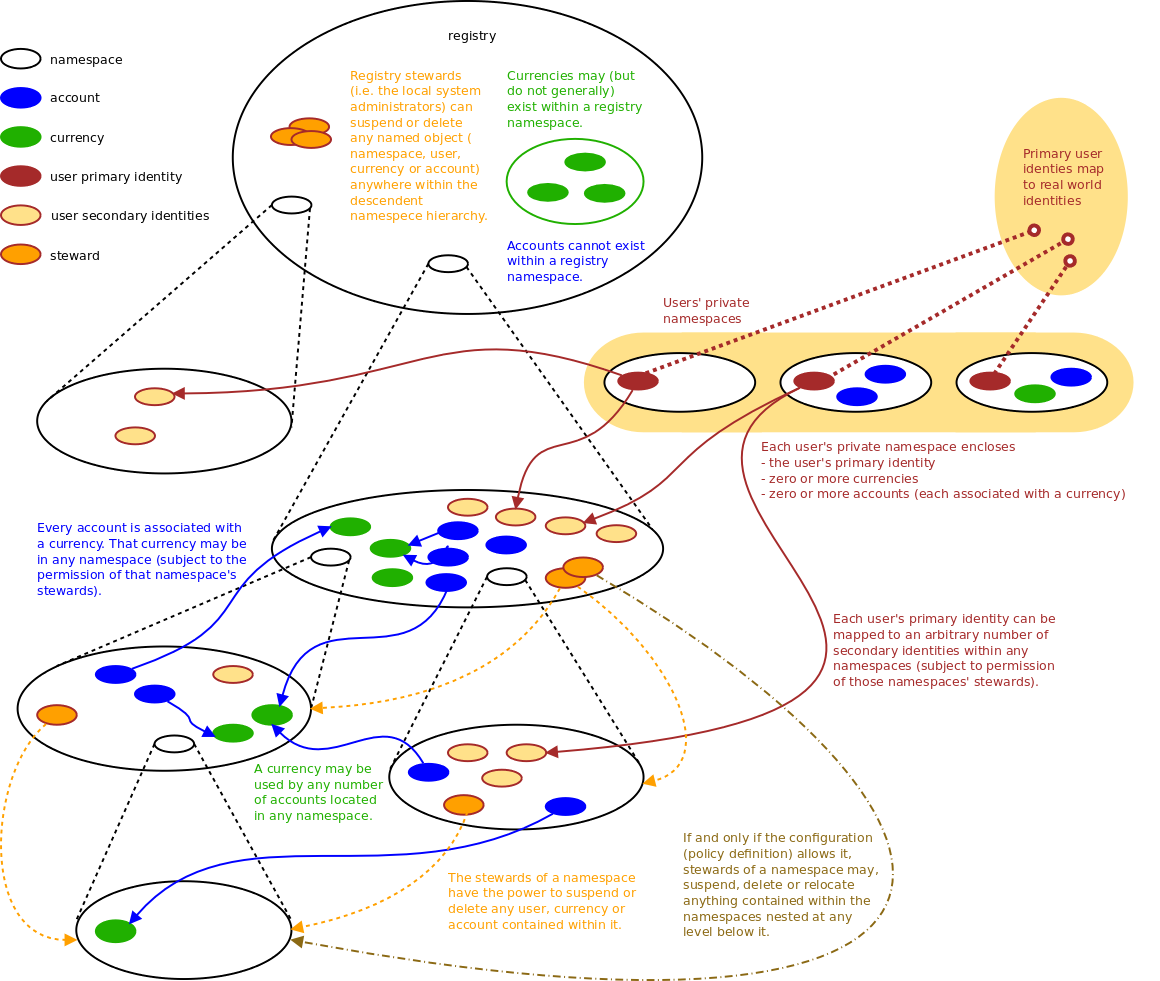 registry
namespace
account
currency
user primary identity
user secondary identities
steward
Registry stewards
(i.e. the local system
administrators) can
suspend or delete
any named object (
namespace, user,
currency or account)
anywhere within the
descendent
namespece hierarchy.
Currencies may (but
do not generally)
exist within a registry
namespace.
Accounts cannot exist
within a registry
namespace.
Primary user
identies map
to real world
identities
Users' private
namespaces
Each user's private namespace encloses
- the user's primary identity
- zero or more currencies
- zero or more accounts (each associated with a currency)
Every account is associated with
a currency. That currency may be
in any namespace (subject to the
permission of that namespace's
stewards).
Each user's primary identity can be
mapped to an arbitrary number of
secondary identities within any
namespaces (subject to permission
of those namespaces' stewards).
A currency may be
used by any number
of accounts located
in any namespace.
If and only if the configuration
(policy definition) allows it,
stewards of a namespace may,
suspend, delete or relocate
anything contained within the
namespaces nested at any
level below it.
The stewards of a namespace
have the power to suspend or
delete any user, currency or
account contained within it.